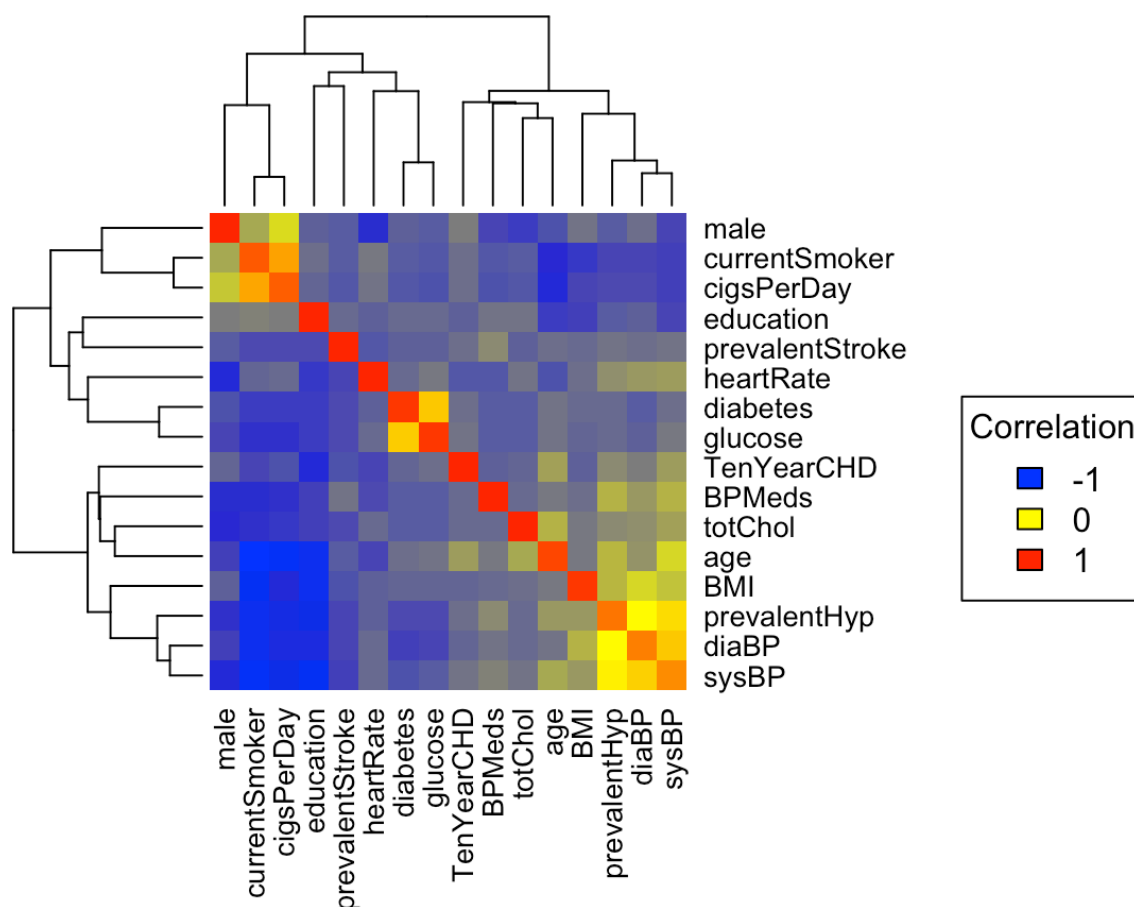 male
currentSmoker
cigsPerDay
education
prevalentStroke
heartRate
diabetes
glucose
TenYearCHD
BPMeds
totChol
age
BMI
prevalentHyp
diaBP
sysBP
Correlation
-1
0
1
male
currentSmoker
cigsPerDay
education
prevalentStroke
heartRate
diabetes
glucose
TenYearCHD
BPMeds
totChol
age
BMI
prevalentHyp
diaBP
sysBP